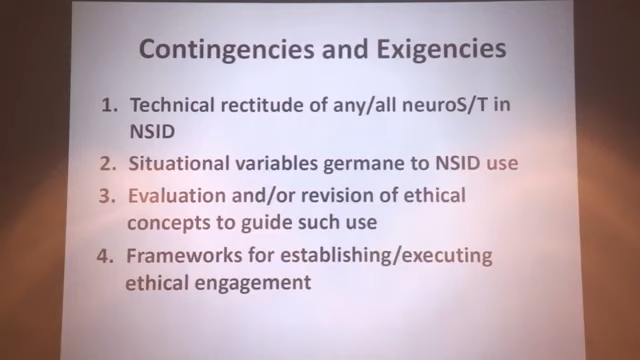 Contingencies and Exigencies
1. Technical rectitude of any/all neuroS/T in
NSID
2. Situational variables germane to NSID use
3. Evaluation and/or revision of ethical
concepts to guide such use
4. Frameworks for establishing/executing
ethical engagement